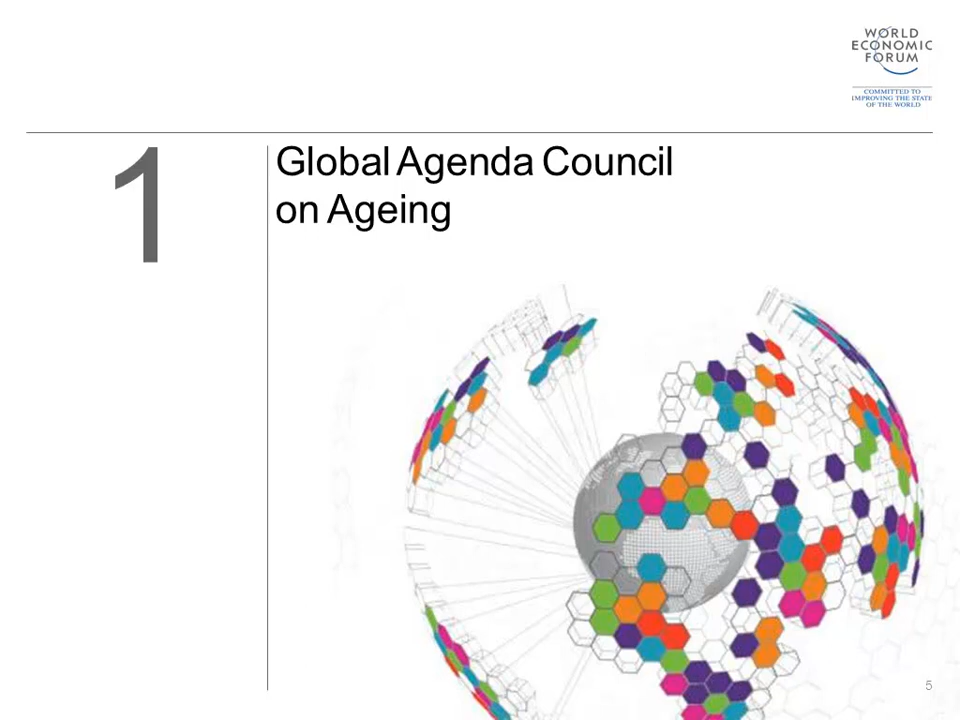 WORLD
ECONOMIC
FORUM
COMMITTED TO
IMPROVING THE STATE
OF THE WORLD
1
Global Agenda Council
on Ageing
5